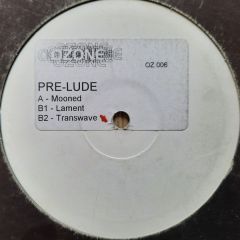 OZONE
OZ 006
PRE-LUDE
A - Mooned
B1 - Lament
B2 - Transwave